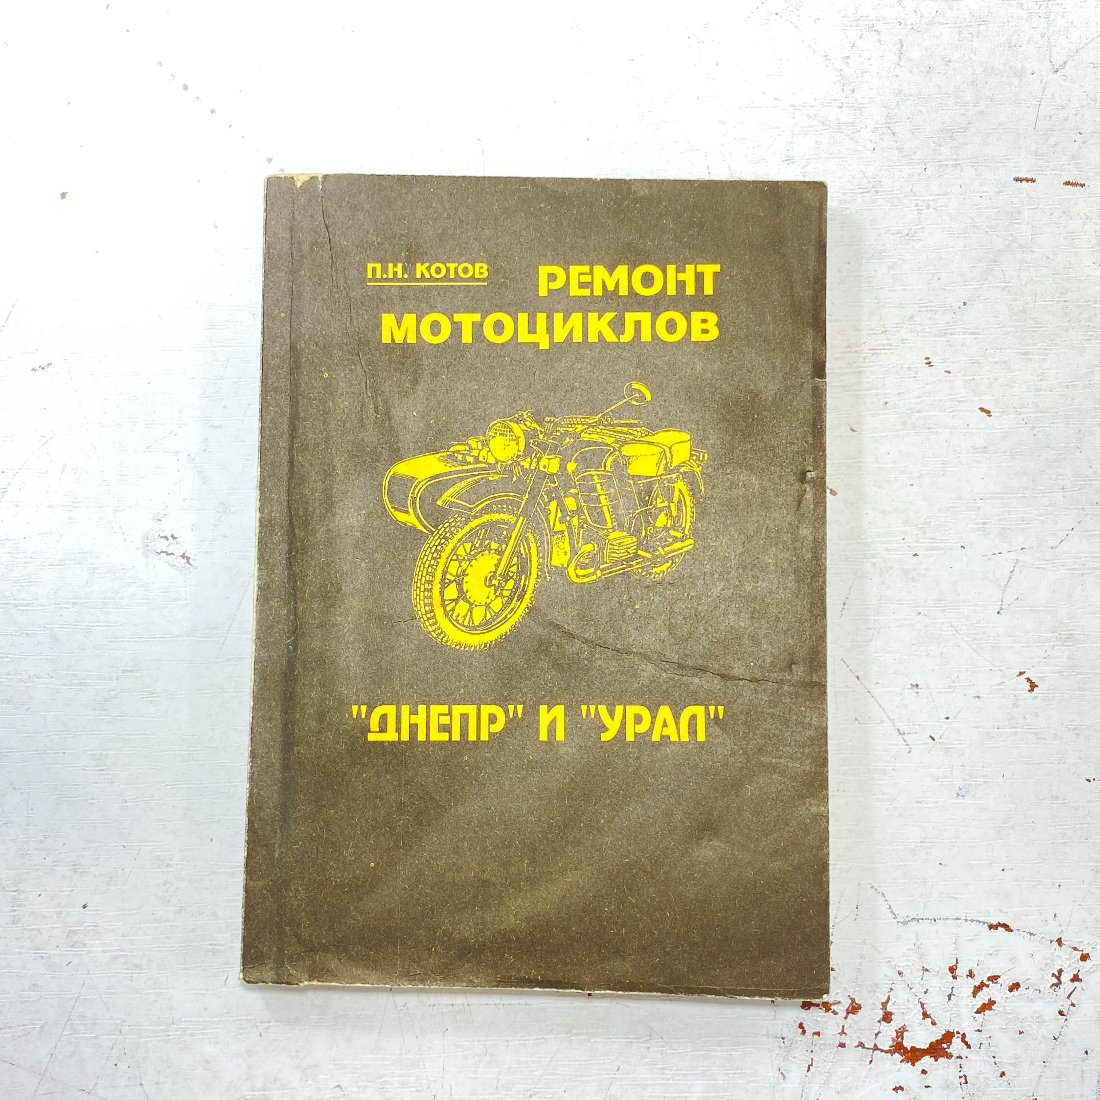 П.Н. КОТОВ
РЕМОНТ
МОТОЦИКЛОВ
"ДНЕПР" И "УРАЛ"